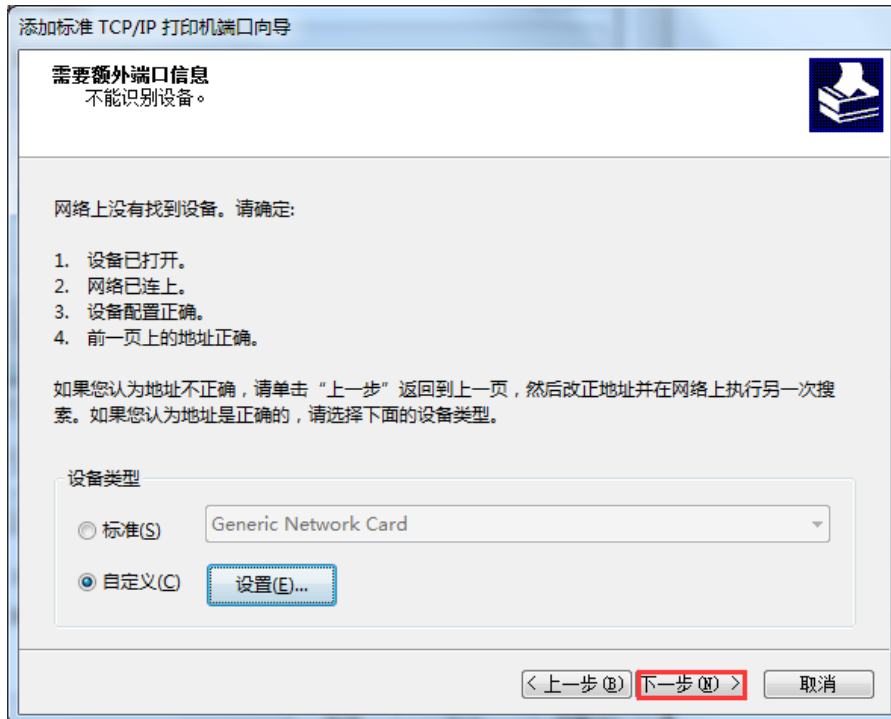 添加标准 TCP/IP 打印机端口向导
需要额外端口信息
不能识别设备。
网络上没有找到设备。请确定:
1. 设备已打开。
2. 网络已连上。
3. 设备配置正确。
4. 前一页上的地址正确。
如果您认为地址不正确，请单击“上一步”返回到上一页，然后改正地址并在网络上执行另一次搜
索。如果您认为地址是正确的，请选择下面的设备类型。
设备类型
标准(S) Generic Network Card
自定义(C) 设置(E)...
< 上一步(B) 下一步(N) > 取消